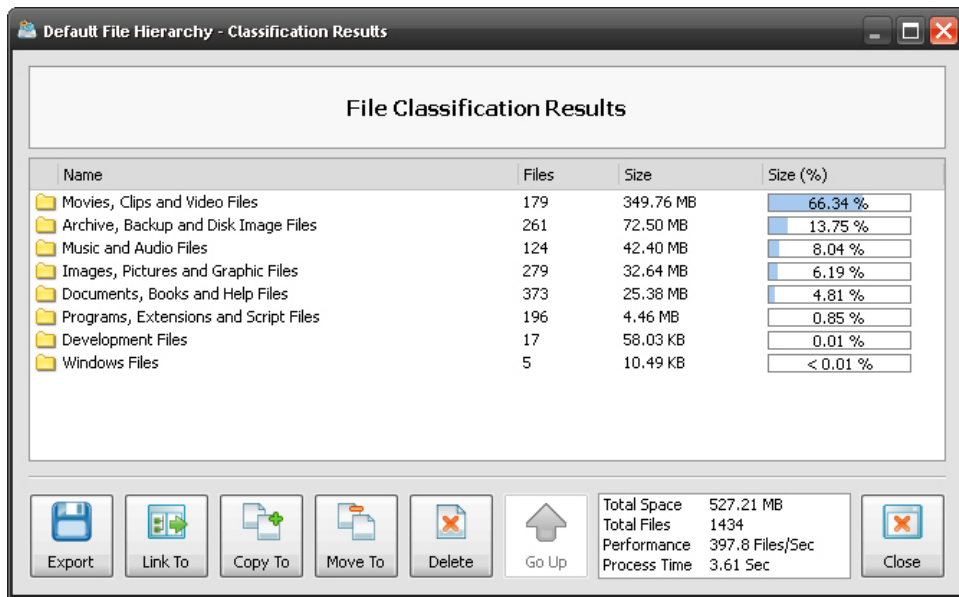 Default File Hierarchy - Classification Results
File Classification Results
Name Files Size Size (%)
Movies, Clips and Video Files 179 349.76 MB 66.34 %
Archive, Backup and Disk Image Files 261 72.50 MB 13.75 %
Music and Audio Files 124 42.40 MB 8.04 %
Images, Pictures and Graphic Files 279 32.64 MB 6.19 %
Documents, Books and Help Files 373 25.38 MB 4.81 %
Programs, Extensions and Script Files 196 4.46 MB 0.85 %
Development Files 17 58.03 KB 0.01 %
Windows Files 5 10.49 KB < 0.01 %
Total Space 527.21 MB
Total Files 1434
Performance 397.8 Files/Sec
Process Time 3.61 Sec
Export Link To Copy To Move To Delete Go Up Close